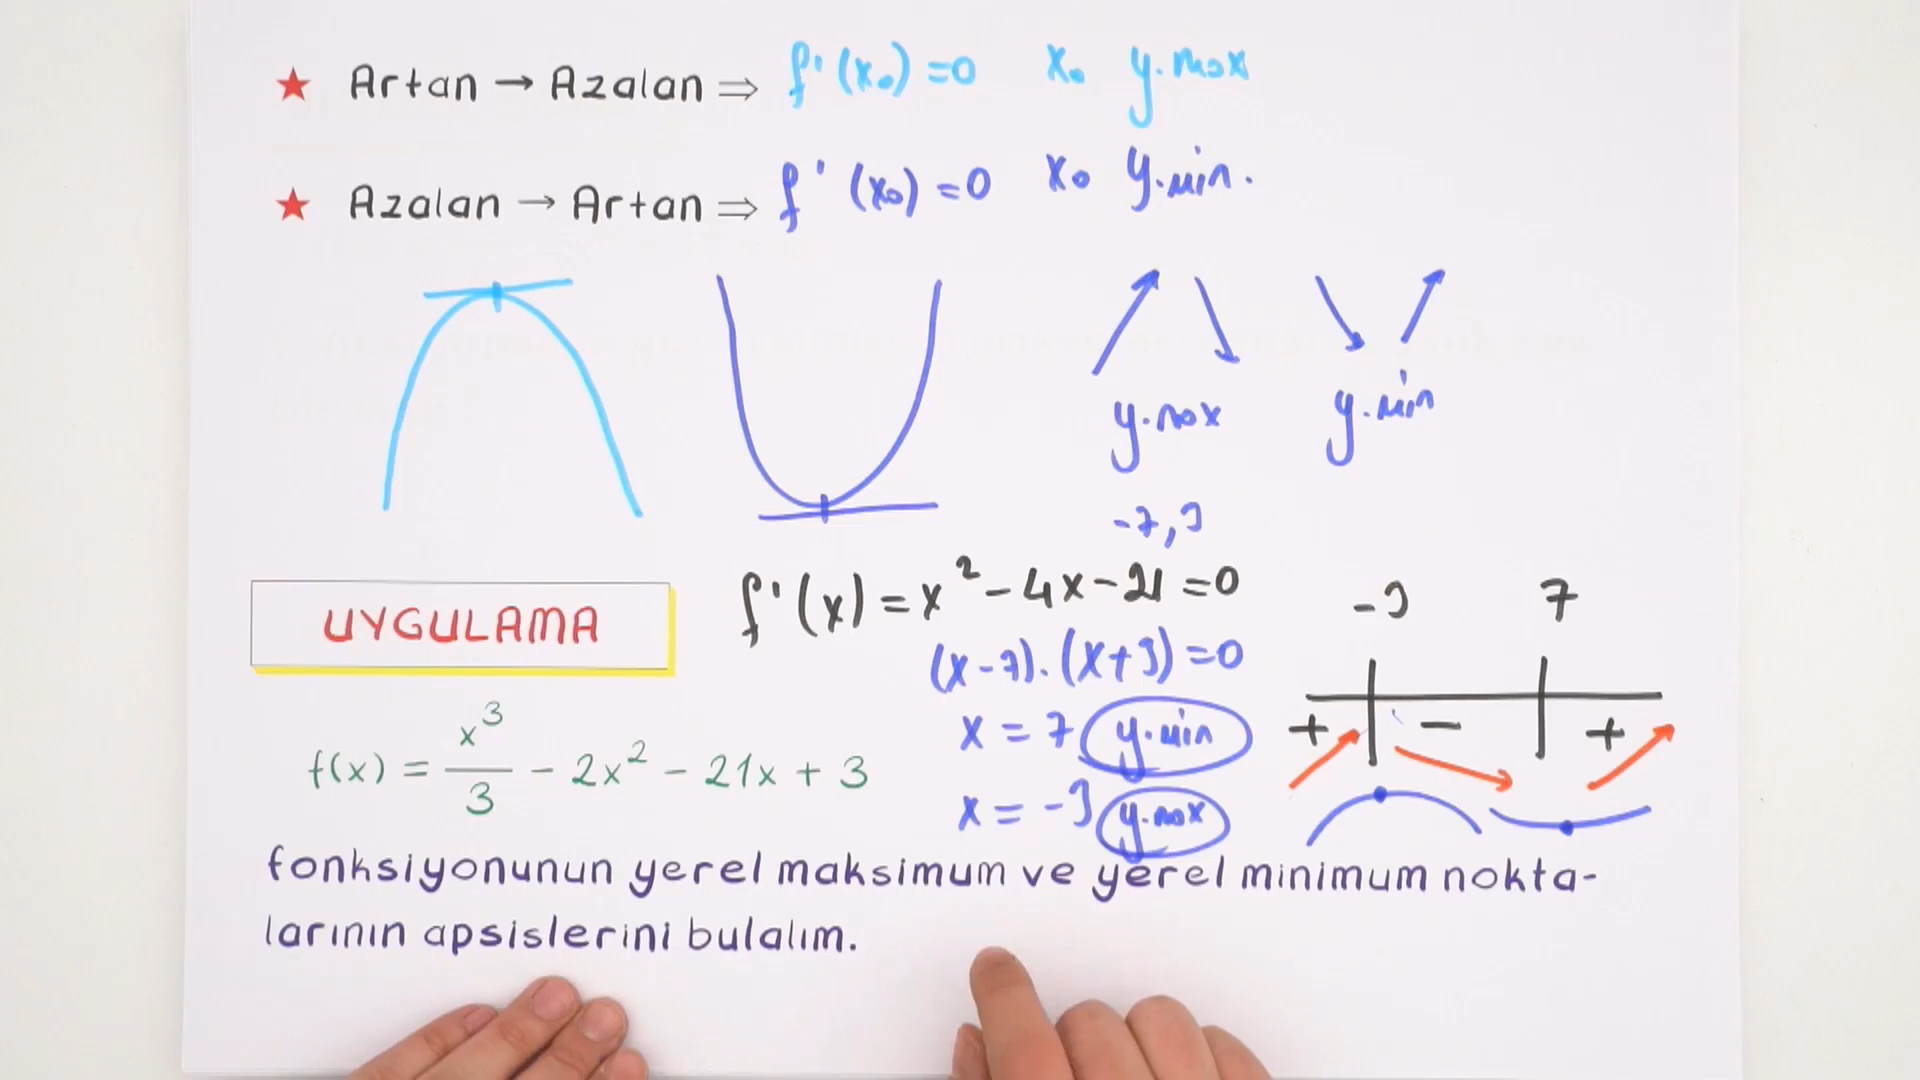 ★ Artan → Azalan ⇒ f'(x₀) = 0 x₀ y.max
★ Azalan → Artan ⇒ f'(x₀) = 0 x₀ y.min.
y.max y.min
-7, 3
f'(x) = x² - 4x - 21 = 0
-3 7
UYGULAMA
(x-7).(x+3) = 0
x = 7 y.min
+ - +
f(x) = x³/3 - 2x² - 21x + 3
x = -3 y.max
fonksiyonunun yerel maksimum ve yerel minimum nokta-
larının apsislerini bulalım.